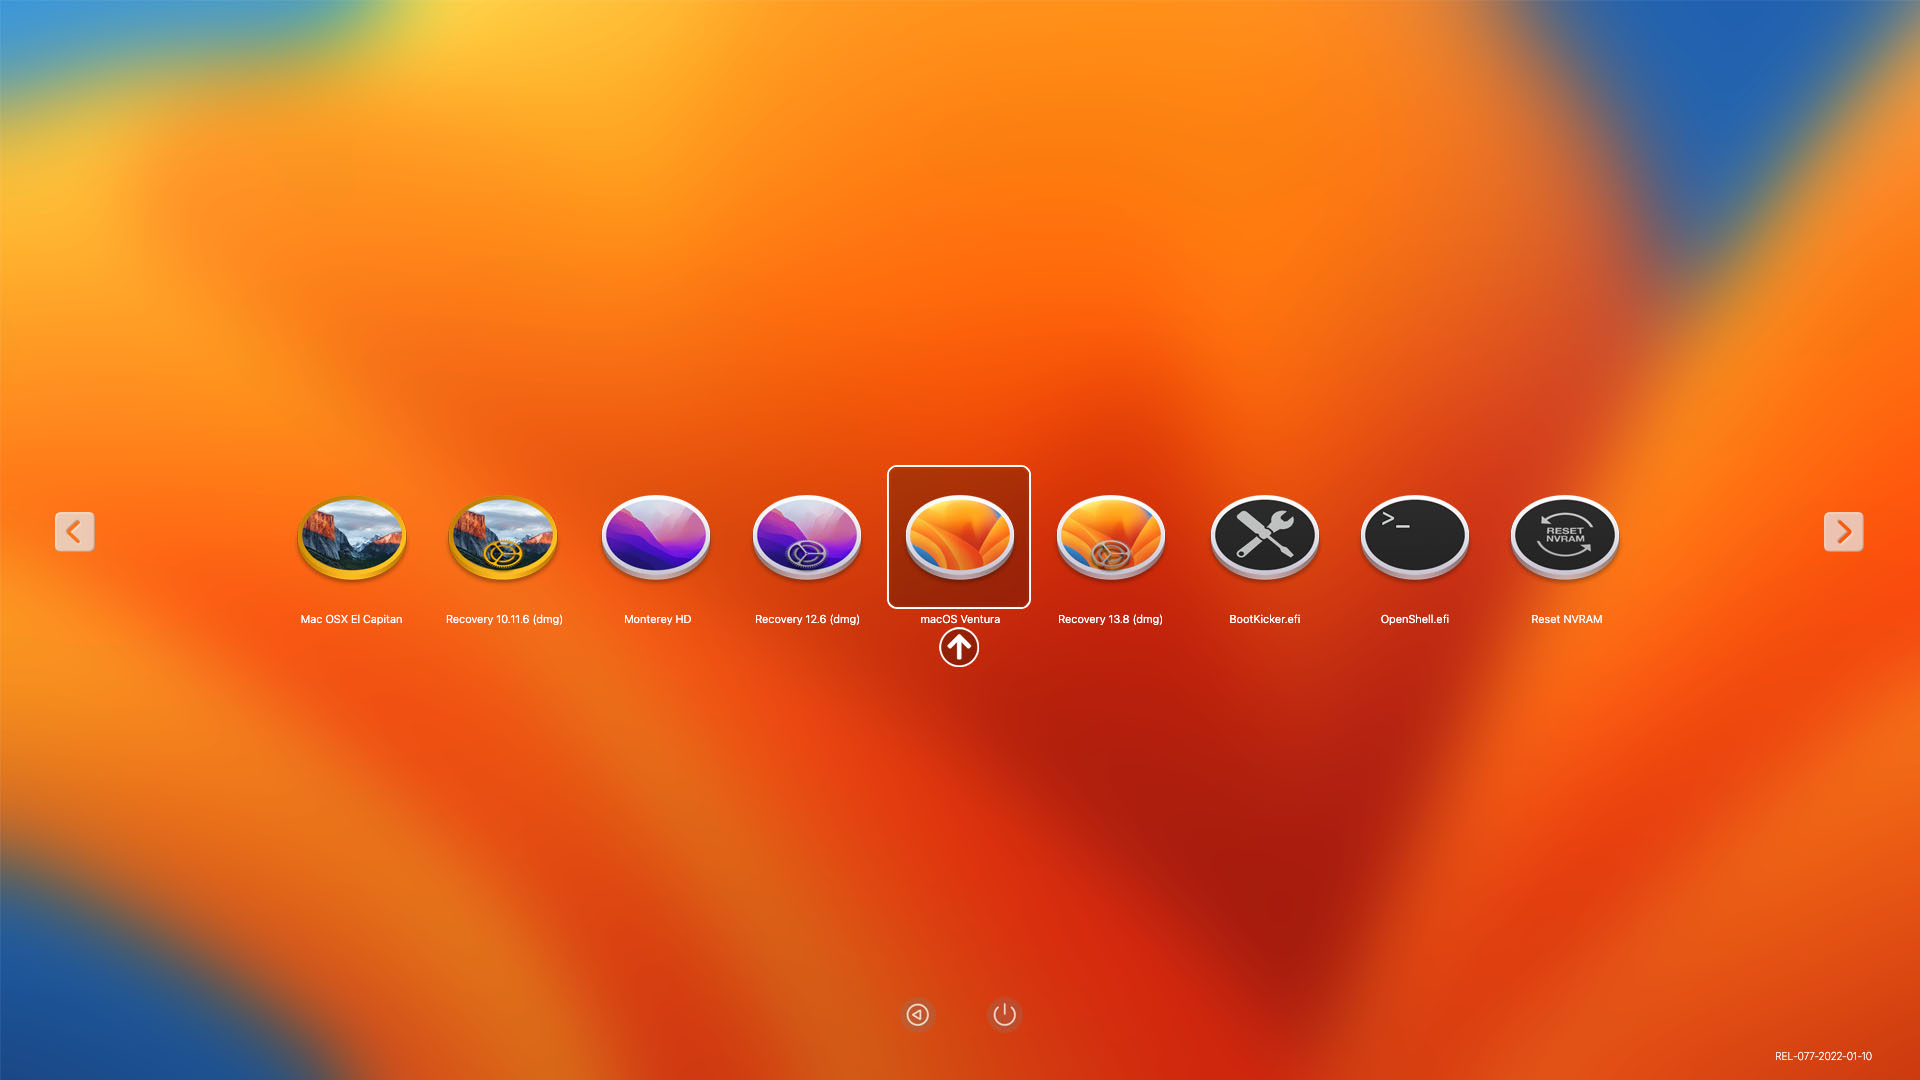 >_
RESET
NVRAM
Mac OSX El Capitan
Recovery 10.11.6 (dmg)
Monterey HD
Recovery 12.6 (dmg)
macOS Ventura
Recovery 13.8 (dmg)
BootKicker.efi
OpenShell.efi
Reset NVRAM
REL-077-2022-01-10